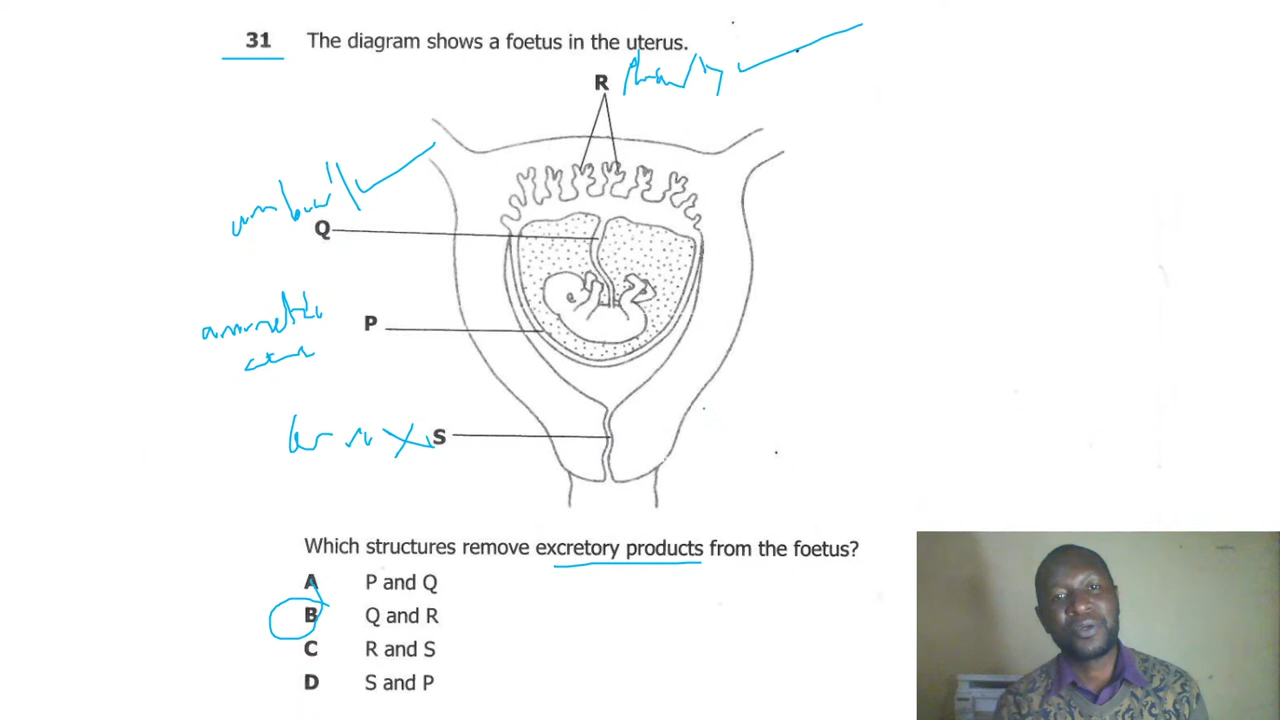 31 The diagram shows a foetus in the uterus.
R
Q
P
S
Which structures remove excretory products from the foetus?
A P and Q
B Q and R
C R and S
D S and P